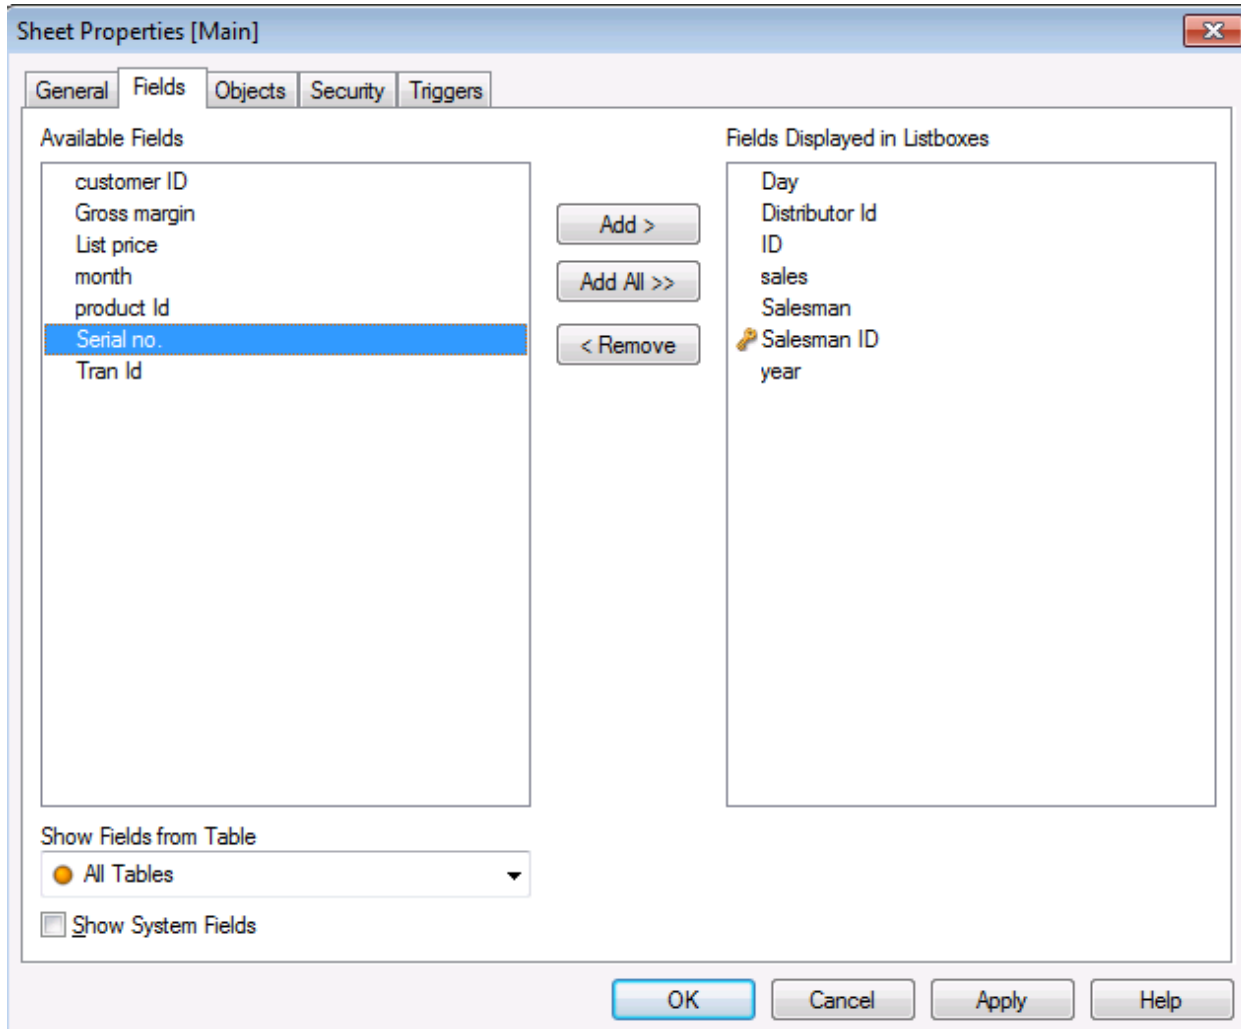 Sheet Properties [Main]
General Fields Objects Security Triggers
Available Fields
customer ID
Gross margin
List price
month
product Id
Serial no.
Tran Id
Add >
Add All >>
< Remove
Fields Displayed in Listboxes
Day
Distributor Id
ID
sales
Salesman
Salesman ID
year
Show Fields from Table
All Tables
Show System Fields
OK Cancel Apply Help